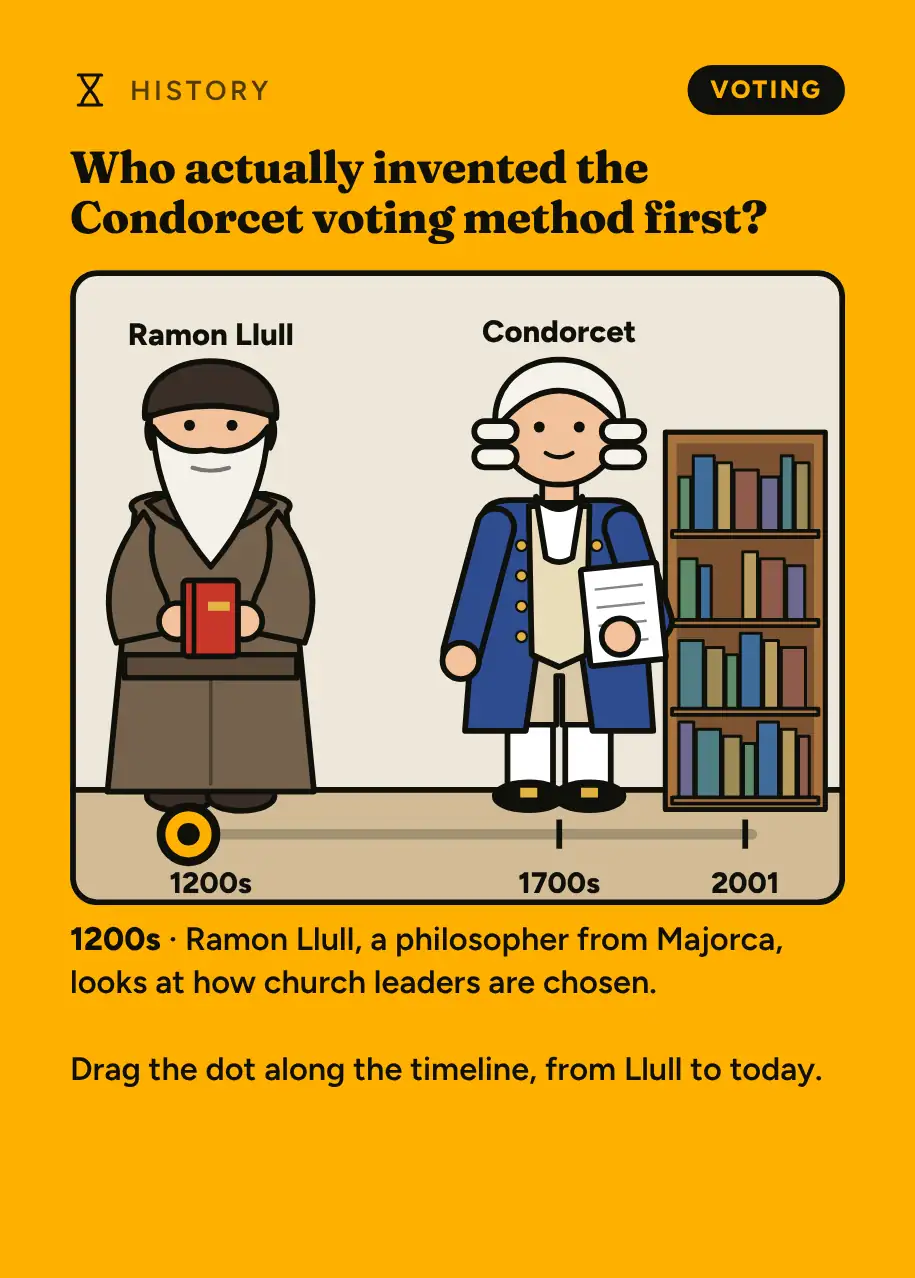 HISTORY
VOTING
Who actually invented the
Condorcet voting method first?
Ramon Llull
Condorcet
1200s
1700s
2001
1200s · Ramon Llull, a philosopher from Majorca,
looks at how church leaders are chosen.
Drag the dot along the timeline, from Llull to today.